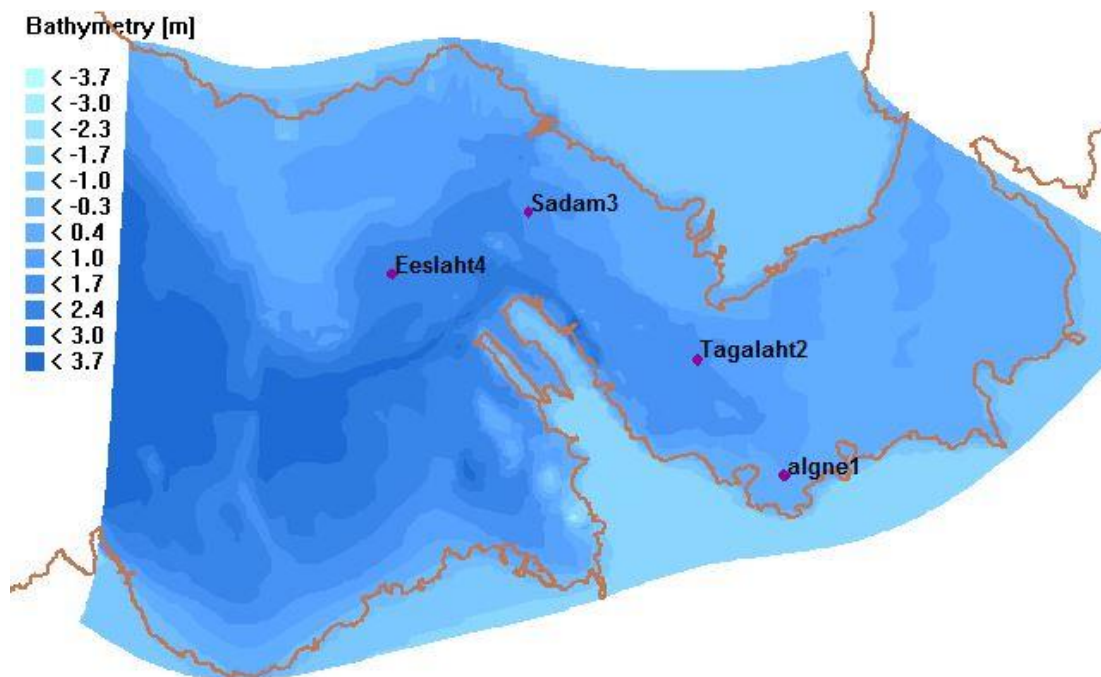 Bathymetry [m]
< -3.7
< -3.0
< -2.3
< -1.7
< -1.0
< -0.3
< 0.4
< 1.0
< 1.7
< 2.4
< 3.0
< 3.7
Sadam3
Eeslaht4
Tagalaht2
algne1